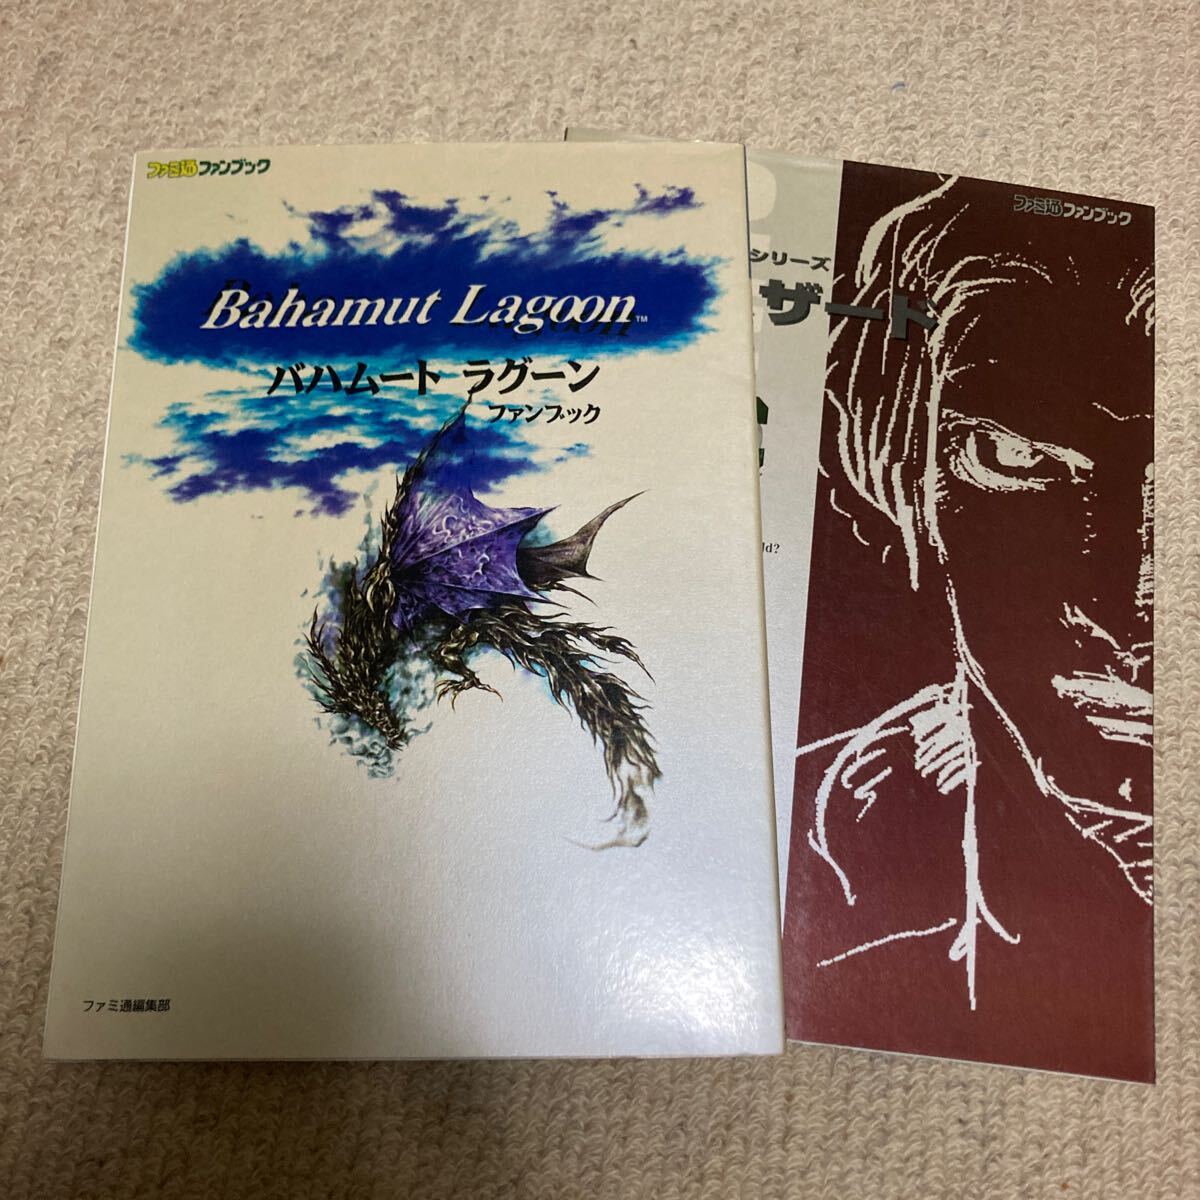 ファミ通ファンブック
Bahamut Lagoon™
バハムート ラグーン
ファンブック
ファミ通編集部
ファミ通ファンブック
シリーズ
ザード
ld?